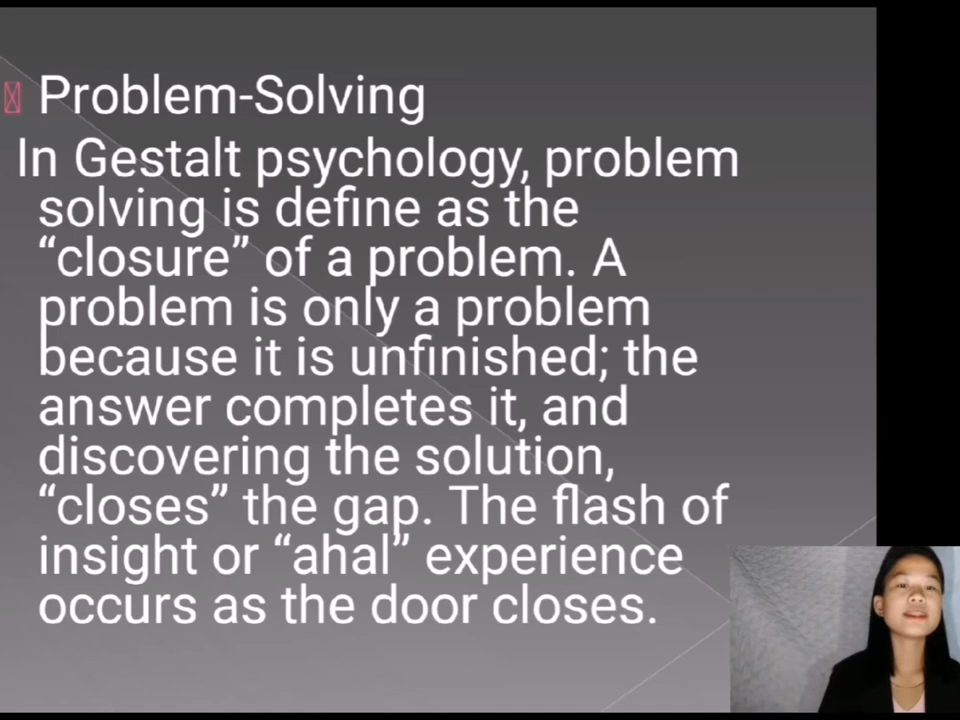 Problem-Solving
In Gestalt psychology, problem
solving is define as the
“closure” of a problem. A
problem is only a problem
because it is unfinished; the
answer completes it, and
discovering the solution,
“closes” the gap. The flash of
insight or “ahal” experience
occurs as the door closes.